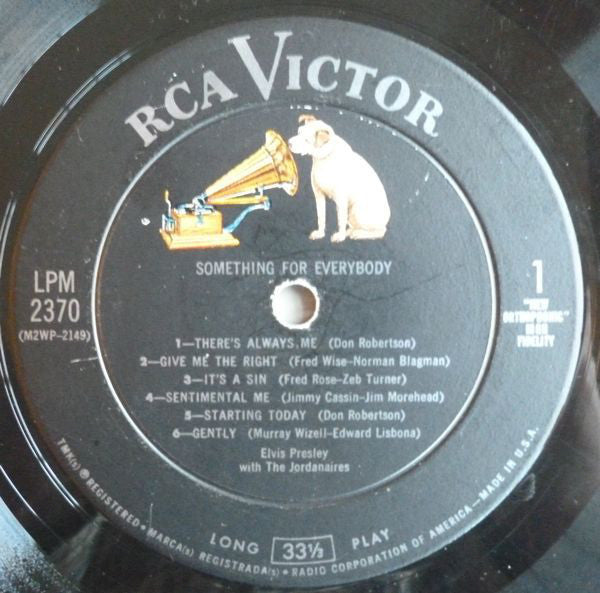 RCA VICTOR
SOMETHING FOR EVERYBODY
LPM
2370
(M2WP-2149)
1
"NEW
ORTHOPHONIC"
HIGH
FIDELITY
1—THERE'S ALWAYS ME (Don Robertson)
2—GIVE ME THE RIGHT (Fred Wise-Norman Blagman)
3—IT'S A SIN (Fred Rose-Zeb Turner)
4—SENTIMENTAL ME (Jimmy Cassin-Jim Morehead)
5—STARTING TODAY (Don Robertson)
6—GENTLY (Murray Wizell-Edward Lisbona)
Elvis Presley
with The Jordanaires
LONG 33⅓ PLAY
TMK(s) ® REGISTERED • MARCA(s) REGISTRADA(s) • RADIO CORPORATION OF AMERICA—MADE IN U.S.A.